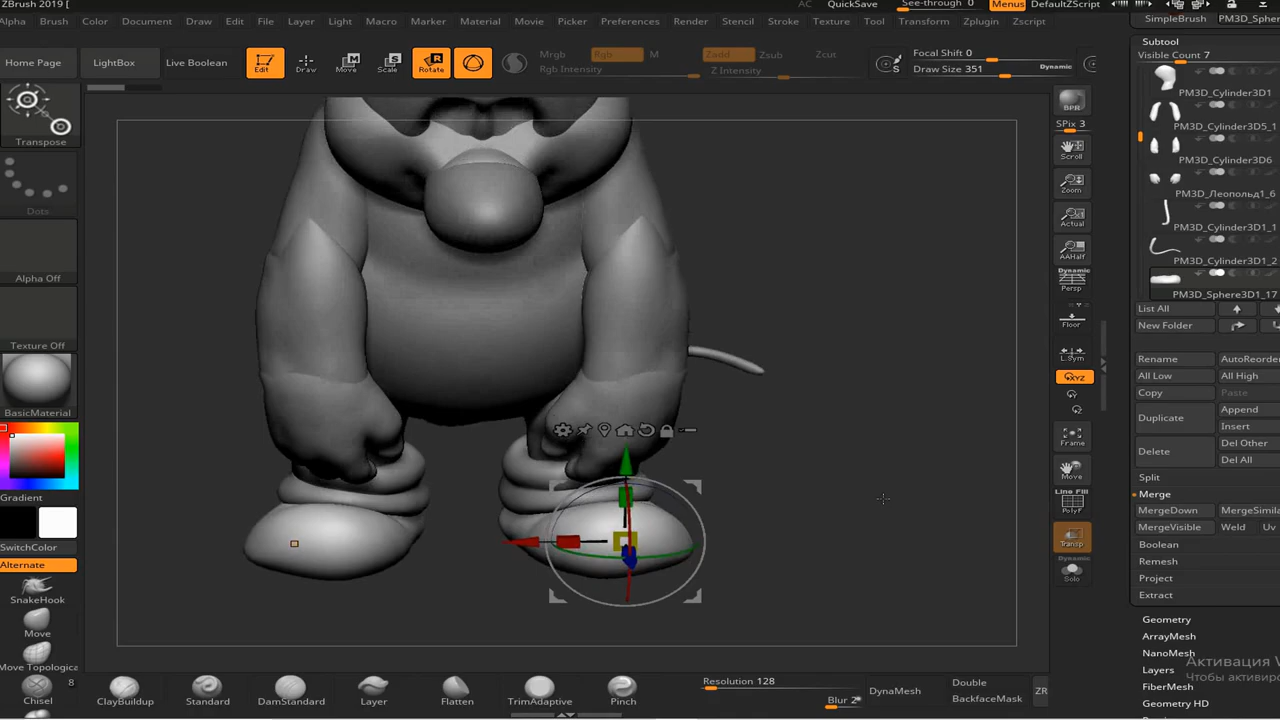 ZBrush 2019 [
AC QuickSave See-through 0 Menus DefaultZScript
Alpha Brush Color Document Draw Edit File Layer Light Macro Marker Material Movie Picker Preferences Render Stencil Stroke Texture Tool Transform Zplugin Zscript
SimpleBrush PM3D_Sphe
Home Page LightBox Live Boolean
Edit Draw Move Scale Rotate
Mrgb Rgb M
Rgb Intensity
Zadd Zsub Zcut
Z Intensity
S
Focal Shift 0
Draw Size 351 Dynamic
Transpose
Dots
Alpha Off
Texture Off
BasicMaterial
Gradient
SwitchColor
Alternate
SnakeHook
Move
Move Topological
8
Chisel
BPR
SPix 3
Scroll
Zoom
Actual
AAHalf
Dynamic
Persp
Floor
L.Sym
XYZ
Frame
Move
Line Fill
PolyF
Transp
Dynamic
Solo
Subtool
Visible Count 7
PM3D_Cylinder3D1
PM3D_Cylinder3D5_1
PM3D_Cylinder3D6
PM3D_Леопольд1_6
PM3D_Cylinder3D1_1
PM3D_Cylinder3D1_2
PM3D_Sphere3D1_17
List All
New Folder
Rename AutoReorde
All Low All High
Copy Paste
Duplicate Append
Insert
Delete Del Other
Del All
Split
Merge
MergeDown MergeSimila
MergeVisible Weld Uv
Boolean
Remesh
Project
Extract
Geometry
ArrayMesh
NanoMesh
Layers
FiberMesh
Geometry HD
Активация
Чтобы активиро
ClayBuildup Standard DamStandard Layer Flatten TrimAdaptive Pinch
Resolution 128
Blur 2
DynaMesh
Double
BackfaceMask
ZR